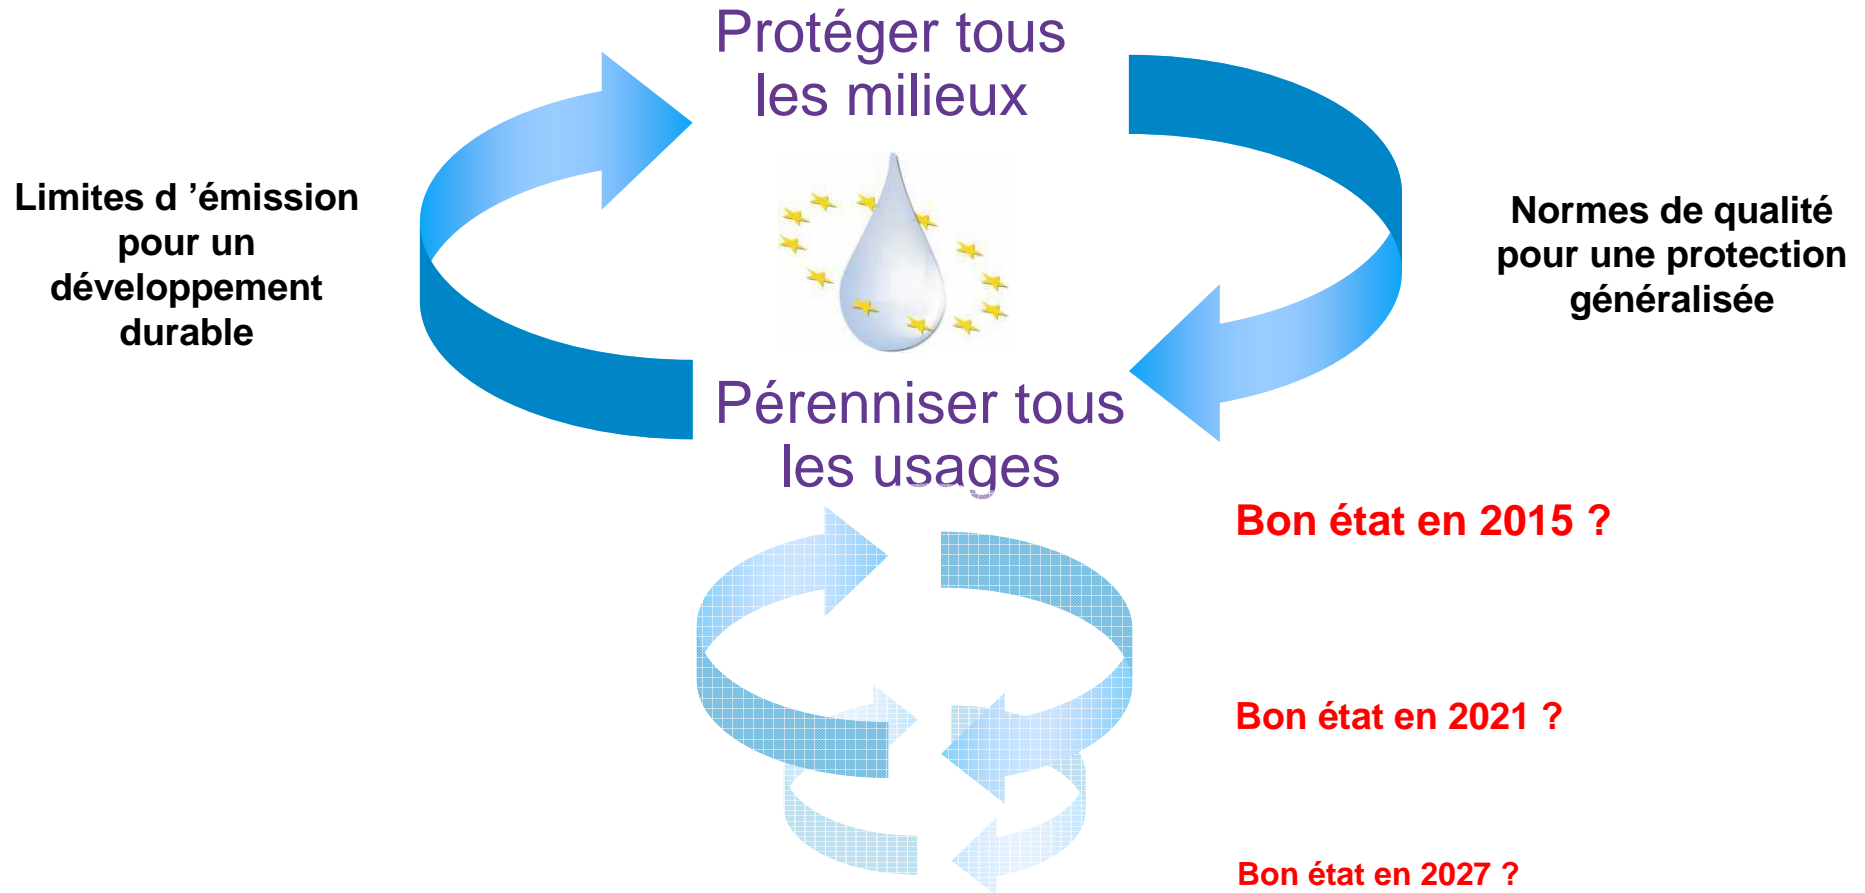 Protéger tous
les milieux
Limites d ’émission
pour un
développement
durable
Normes de qualité
pour une protection
généralisée
Pérenniser tous
les usages
Bon état en 2015 ?
Bon état en 2021 ?
Bon état en 2027 ?